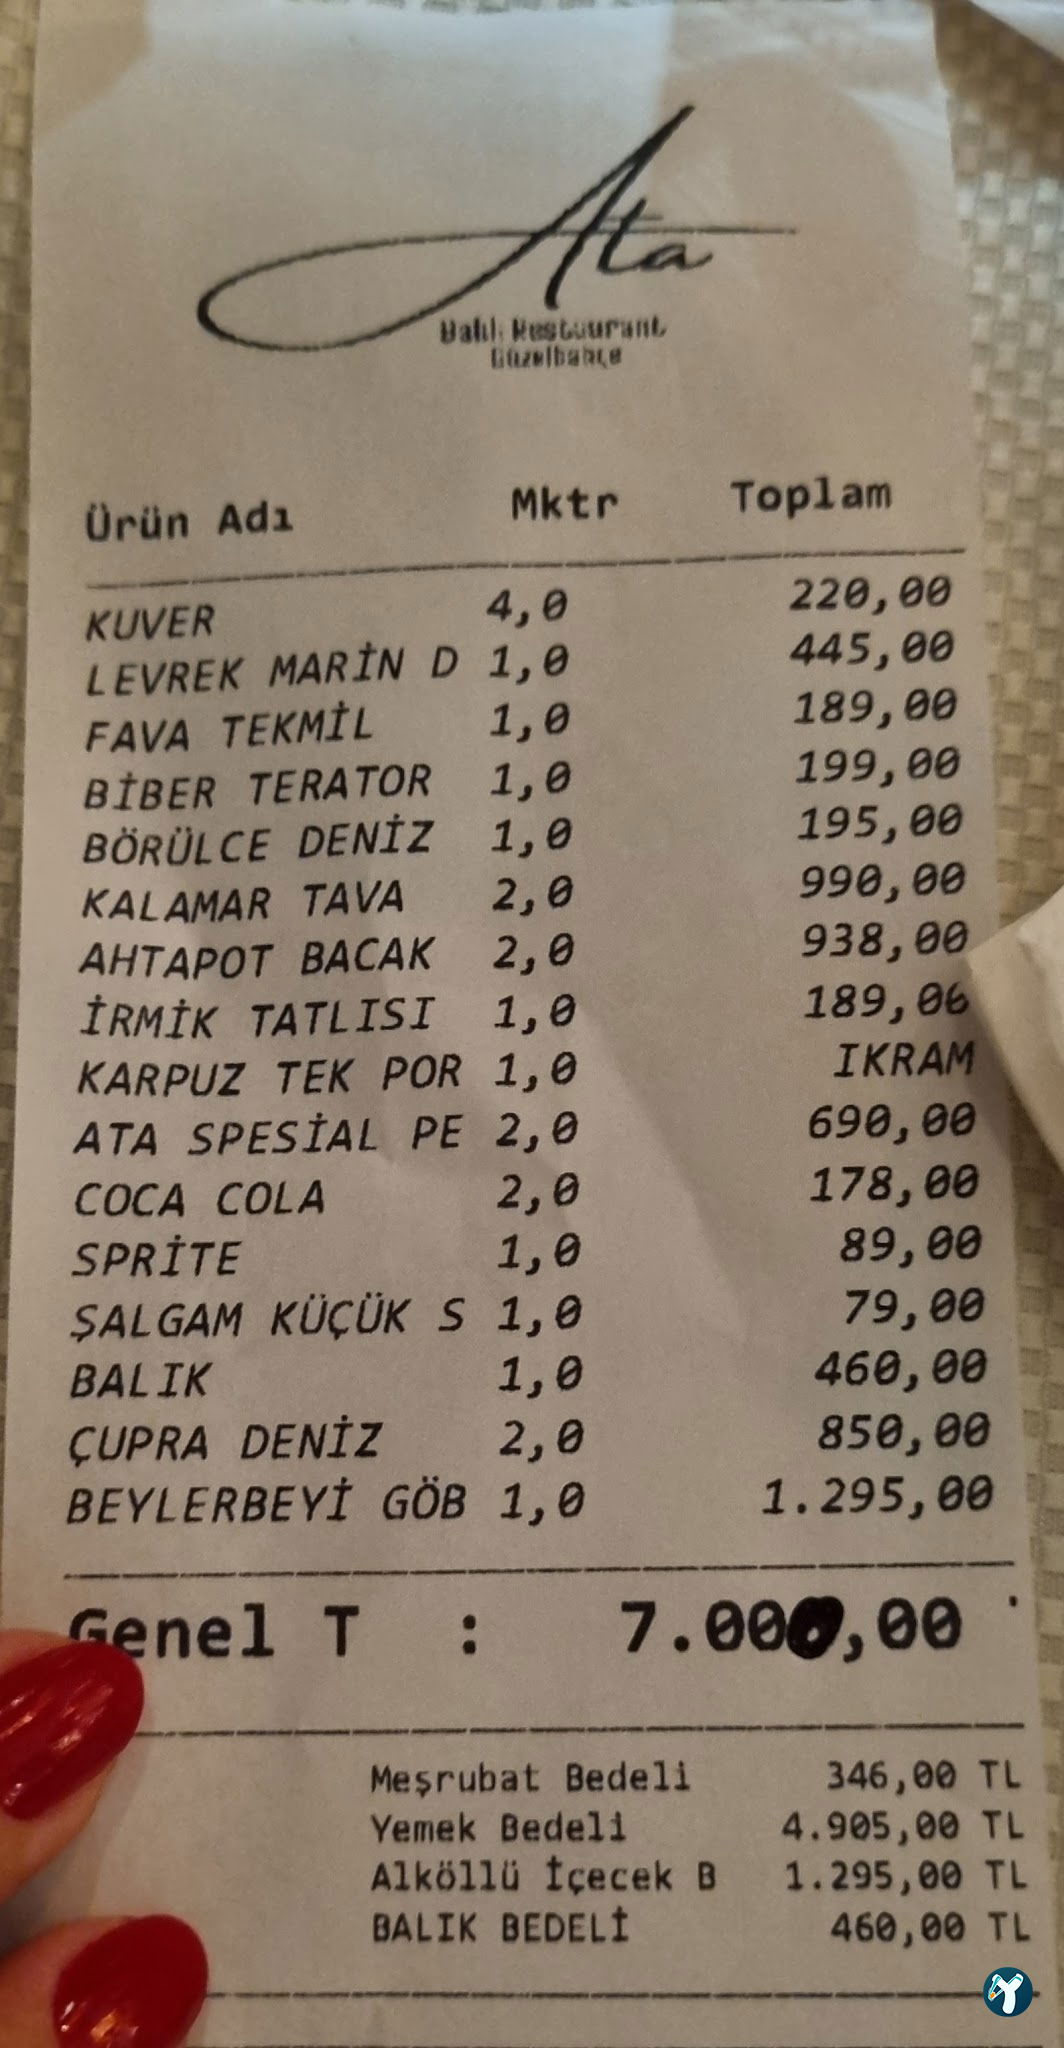 Ata
Balık Restaurant
Güzelbahçe
Ürün Adı Mktr Toplam
KUVER 4,0 220,00
LEVREK MARİN D 1,0 445,00
FAVA TEKMİL 1,0 189,00
BİBER TERATOR 1,0 199,00
BÖRÜLCE DENİZ 1,0 195,00
KALAMAR TAVA 2,0 990,00
AHTAPOT BACAK 2,0 938,00
İRMİK TATLISI 1,0 189,00
KARPUZ TEK POR 1,0 IKRAM
ATA SPESİAL PE 2,0 690,00
COCA COLA 2,0 178,00
SPRİTE 1,0 89,00
ŞALGAM KÜÇÜK S 1,0 79,00
BALIK 1,0 460,00
ÇUPRA DENİZ 2,0 850,00
BEYLERBEYİ GÖB 1,0 1.295,00
Genel T : 7.000,00
Meşrubat Bedeli 346,00 TL
Yemek Bedeli 4.905,00 TL
Alköllü İçecek B 1.295,00 TL
BALIK BEDELİ 460,00 TL
Y